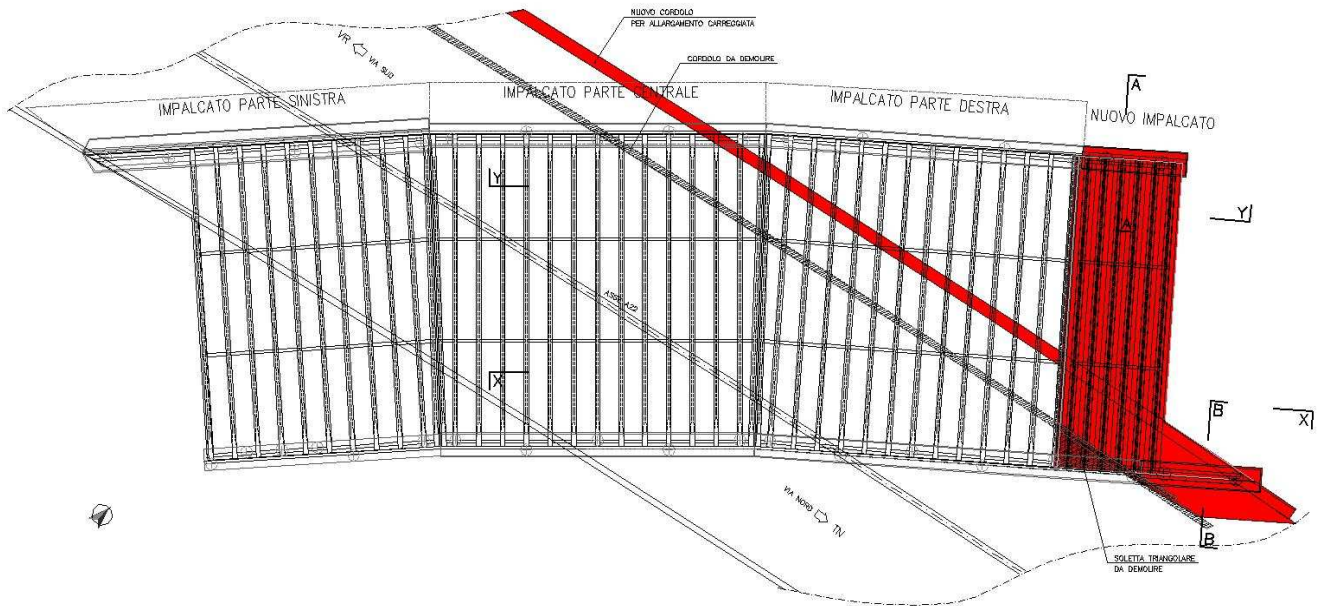 NUOVO CORDOLO
PER ALLARGAMENTO CARREGGIATA
VR
VIA SUD
CORDOLO DA DEMOLIRE
IMPALCATO PARTE SINISTRA
IMPALCATO PARTE CENTRALE
IMPALCATO PARTE DESTRA
A
NUOVO IMPALCATO
Y
Y
A
ASSE A22
X
B
X
VIA NORD
TN
B
SOLETTA TRIANGOLARE
DA DEMOLIRE